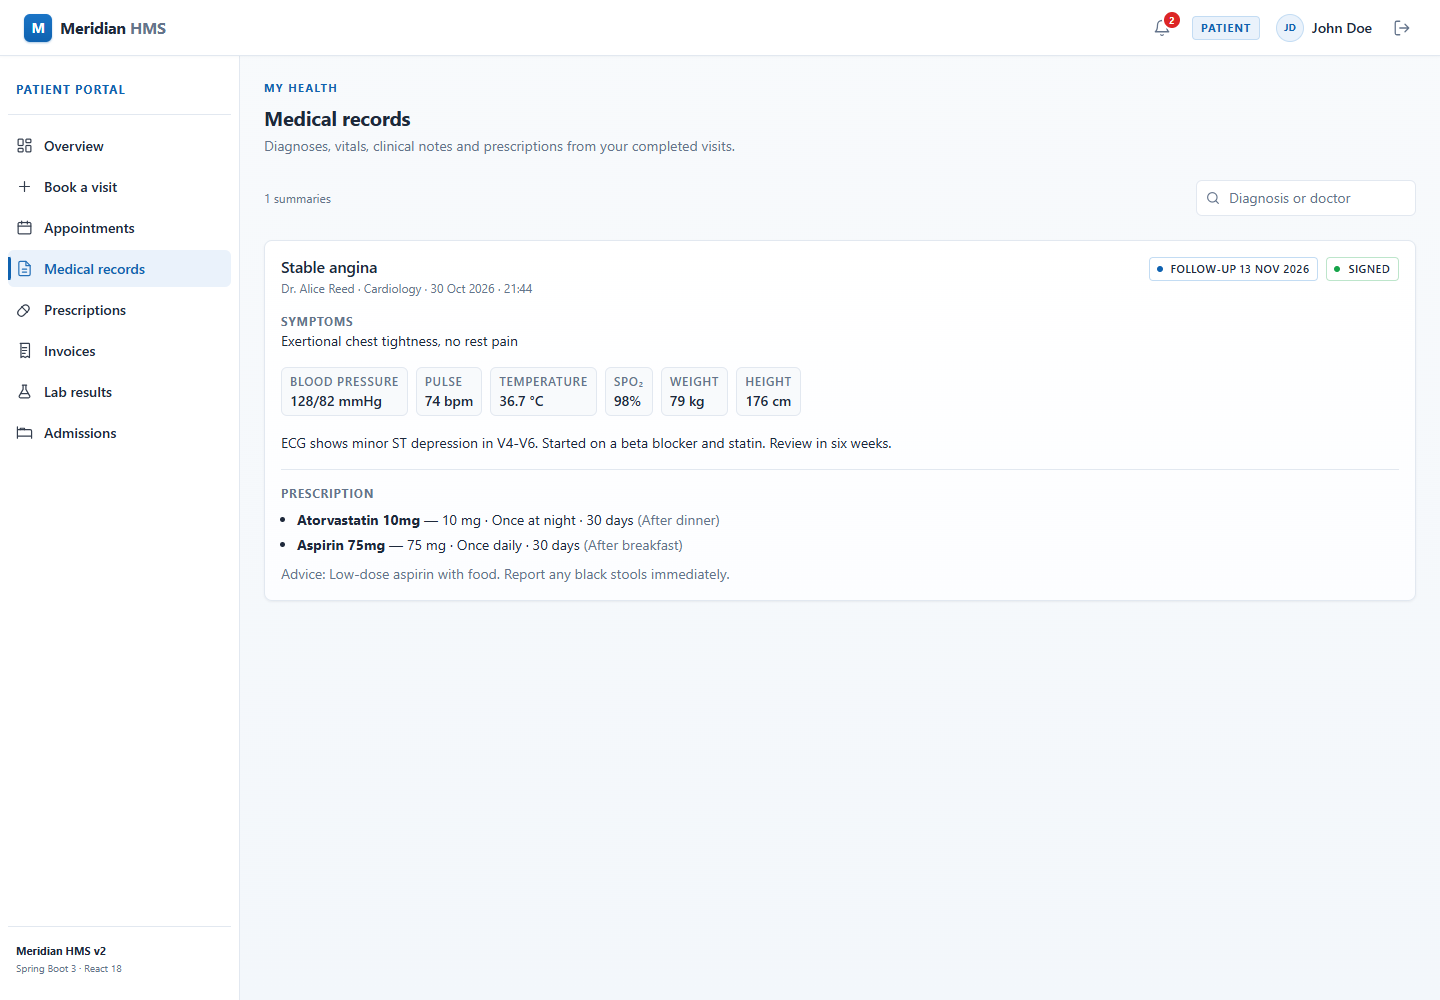 M Meridian HMS
2
PATIENT
JD John Doe
PATIENT PORTAL
Overview
Book a visit
Appointments
Medical records
Prescriptions
Invoices
Lab results
Admissions
Meridian HMS v2
Spring Boot 3 · React 18
MY HEALTH
Medical records
Diagnoses, vitals, clinical notes and prescriptions from your completed visits.
1 summaries
Diagnosis or doctor
Stable angina
FOLLOW-UP 13 NOV 2026
SIGNED
Dr. Alice Reed · Cardiology · 30 Oct 2026 · 21:44
SYMPTOMS
Exertional chest tightness, no rest pain
BLOOD PRESSURE
128/82 mmHg
PULSE
74 bpm
TEMPERATURE
36.7 °C
SPO₂
98%
WEIGHT
79 kg
HEIGHT
176 cm
ECG shows minor ST depression in V4-V6. Started on a beta blocker and statin. Review in six weeks.
PRESCRIPTION
• Atorvastatin 10mg — 10 mg · Once at night · 30 days (After dinner)
• Aspirin 75mg — 75 mg · Once daily · 30 days (After breakfast)
Advice: Low-dose aspirin with food. Report any black stools immediately.